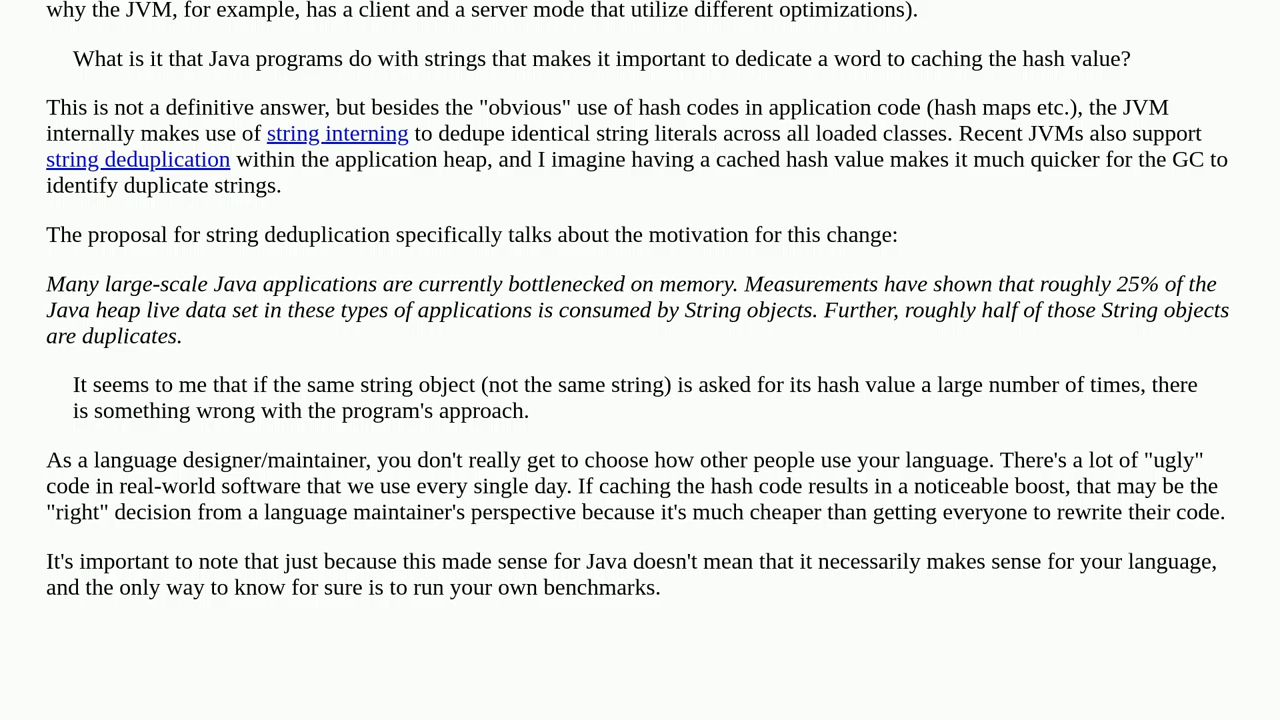 why the JVM, for example, has a client and a server mode that utilize different optimizations).
What is it that Java programs do with strings that makes it important to dedicate a word to caching the hash value?
This is not a definitive answer, but besides the "obvious" use of hash codes in application code (hash maps etc.), the JVM
internally makes use of string interning to dedupe identical string literals across all loaded classes. Recent JVMs also support
string deduplication within the application heap, and I imagine having a cached hash value makes it much quicker for the GC to
identify duplicate strings.
The proposal for string deduplication specifically talks about the motivation for this change:
Many large-scale Java applications are currently bottlenecked on memory. Measurements have shown that roughly 25% of the
Java heap live data set in these types of applications is consumed by String objects. Further, roughly half of those String objects
are duplicates.
It seems to me that if the same string object (not the same string) is asked for its hash value a large number of times, there
is something wrong with the program's approach.
As a language designer/maintainer, you don't really get to choose how other people use your language. There's a lot of "ugly"
code in real-world software that we use every single day. If caching the hash code results in a noticeable boost, that may be the
"right" decision from a language maintainer's perspective because it's much cheaper than getting everyone to rewrite their code.
It's important to note that just because this made sense for Java doesn't mean that it necessarily makes sense for your language,
and the only way to know for sure is to run your own benchmarks.